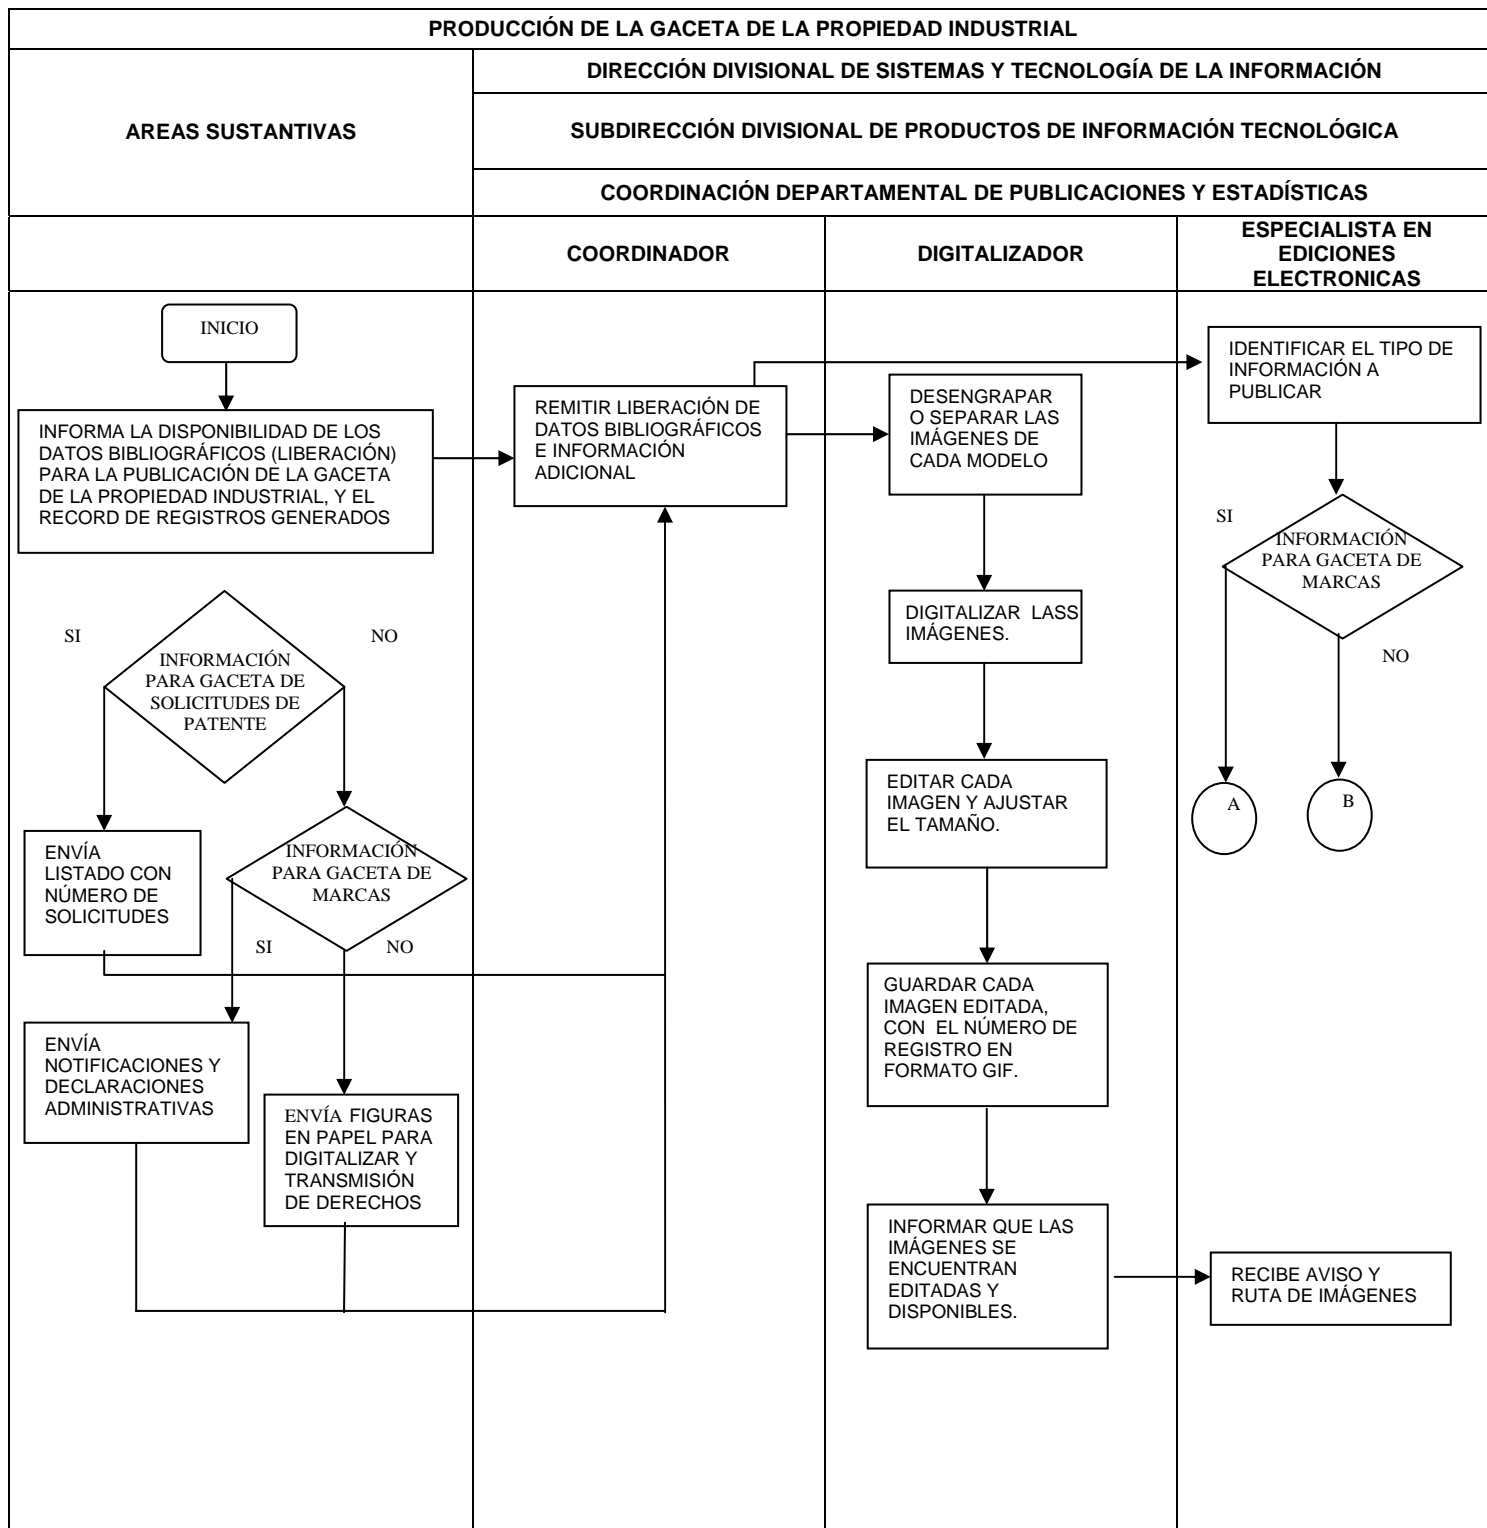 PRODUCCIÓN DE LA GACETA DE LA PROPIEDAD INDUSTRIAL
AREAS SUSTANTIVAS
DIRECCIÓN DIVISIONAL DE SISTEMAS Y TECNOLOGÍA DE LA INFORMACIÓN
SUBDIRECCIÓN DIVISIONAL DE PRODUCTOS DE INFORMACIÓN TECNOLÓGICA
COORDINACIÓN DEPARTAMENTAL DE PUBLICACIONES Y ESTADÍSTICAS
COORDINADOR
DIGITALIZADOR
ESPECIALISTA EN
EDICIONES
ELECTRONICAS
INICIO
INFORMA LA DISPONIBILIDAD DE LOS
DATOS BIBLIOGRÁFICOS (LIBERACIÓN)
PARA LA PUBLICACIÓN DE LA GACETA
DE LA PROPIEDAD INDUSTRIAL, Y EL
RECORD DE REGISTROS GENERADOS
SI
NO
INFORMACIÓN
PARA GACETA DE
SOLICITUDES DE
PATENTE
ENVÍA
LISTADO CON
NÚMERO DE
SOLICITUDES
INFORMACIÓN
PARA GACETA DE
MARCAS
SI
NO
ENVÍA
NOTIFICACIONES Y
DECLARACIONES
ADMINISTRATIVAS
ENVÍA FIGURAS
EN PAPEL PARA
DIGITALIZAR Y
TRANSMISIÓN
DE DERECHOS
REMITIR LIBERACIÓN DE
DATOS BIBLIOGRÁFICOS
E INFORMACIÓN
ADICIONAL
DESENGRAPAR
O SEPARAR LAS
IMÁGENES DE
CADA MODELO
DIGITALIZAR LASS
IMÁGENES.
EDITAR CADA
IMAGEN Y AJUSTAR
EL TAMAÑO.
GUARDAR CADA
IMAGEN EDITADA,
CON EL NÚMERO DE
REGISTRO EN
FORMATO GIF.
INFORMAR QUE LAS
IMÁGENES SE
ENCUENTRAN
EDITADAS Y
DISPONIBLES.
IDENTIFICAR EL TIPO DE
INFORMACIÓN A
PUBLICAR
SI
INFORMACIÓN
PARA GACETA DE
MARCAS
NO
A
B
RECIBE AVISO Y
RUTA DE IMÁGENES